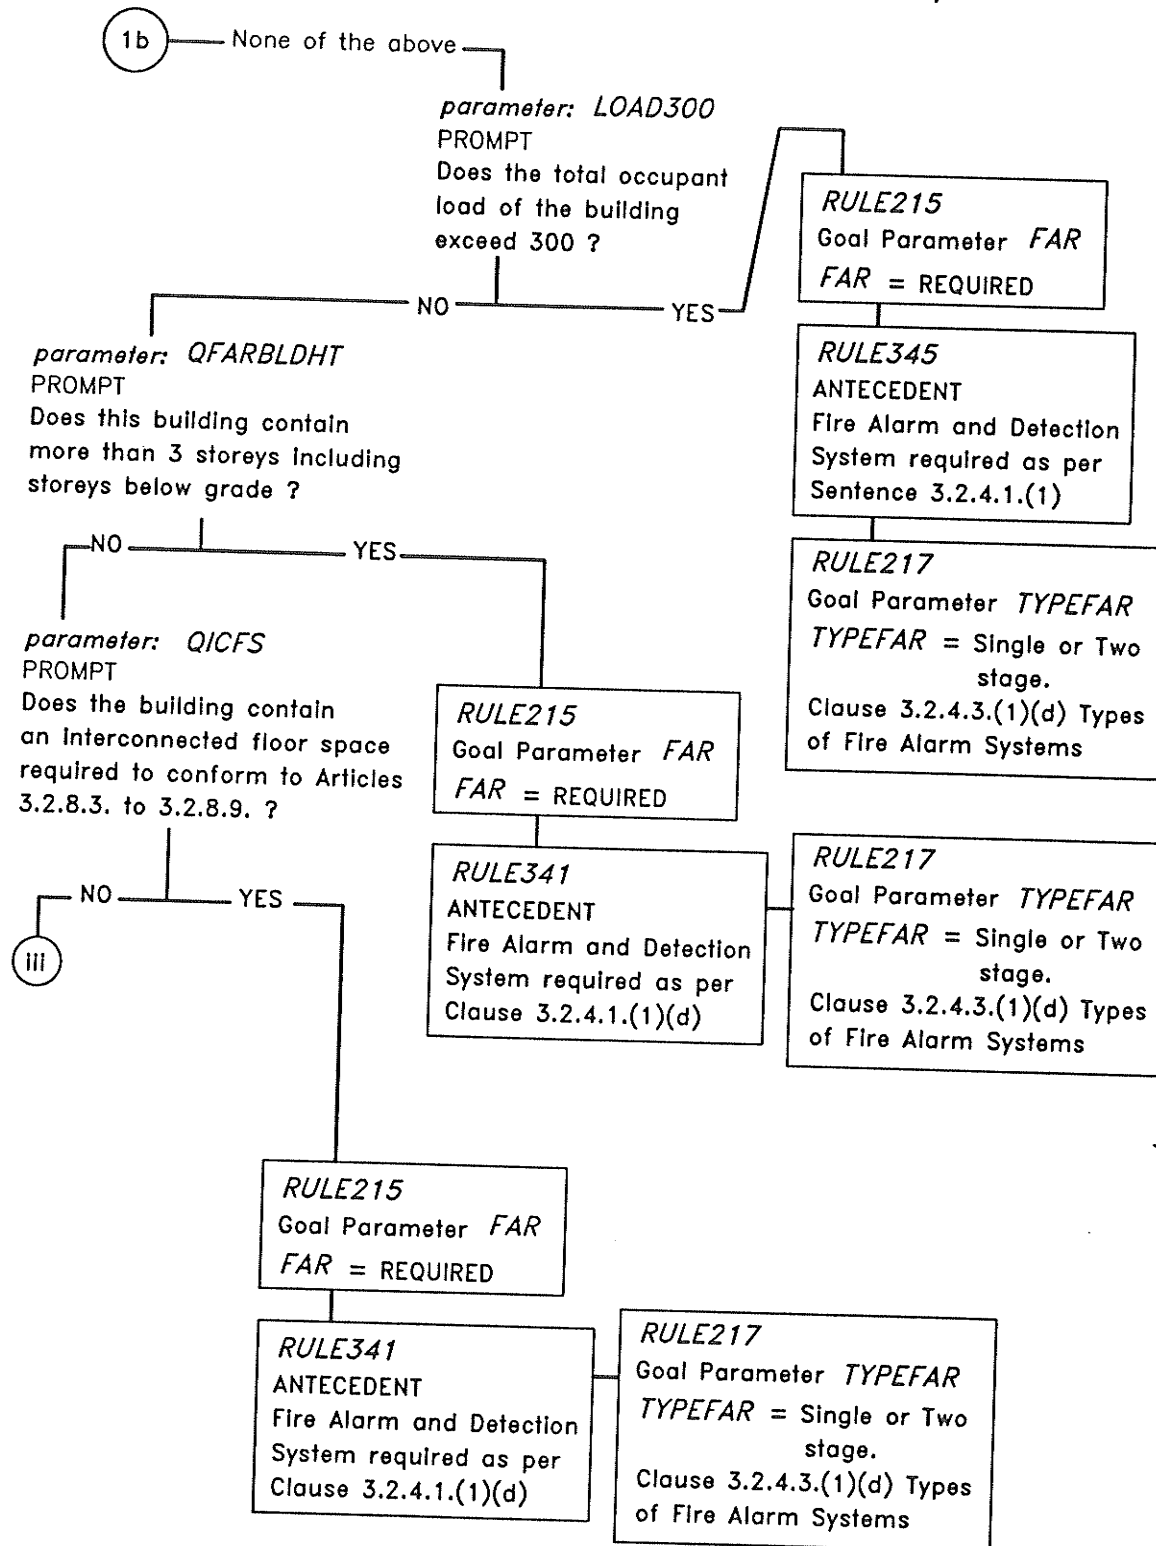 1b
None of the above
parameter: LOAD300
PROMPT
Does the total occupant
load of the building
exceed 300 ?
NO
YES
RULE215
Goal Parameter FAR
FAR = REQUIRED
RULE345
ANTECEDENT
Fire Alarm and Detection
System required as per
Sentence 3.2.4.1.(1)
RULE217
Goal Parameter TYPEFAR
TYPEFAR = Single or Two
stage.
Clause 3.2.4.3.(1)(d) Types
of Fire Alarm Systems
parameter: QFARBLDHT
PROMPT
Does this building contain
more than 3 storeys including
storeys below grade ?
NO
YES
RULE215
Goal Parameter FAR
FAR = REQUIRED
RULE341
ANTECEDENT
Fire Alarm and Detection
System required as per
Clause 3.2.4.1.(1)(d)
RULE217
Goal Parameter TYPEFAR
TYPEFAR = Single or Two
stage.
Clause 3.2.4.3.(1)(d) Types
of Fire Alarm Systems
parameter: QICFS
PROMPT
Does the building contain
an interconnected floor space
required to conform to Articles
3.2.8.3. to 3.2.8.9. ?
NO
YES
iii
RULE215
Goal Parameter FAR
FAR = REQUIRED
RULE341
ANTECEDENT
Fire Alarm and Detection
System required as per
Clause 3.2.4.1.(1)(d)
RULE217
Goal Parameter TYPEFAR
TYPEFAR = Single or Two
stage.
Clause 3.2.4.3.(1)(d) Types
of Fire Alarm Systems